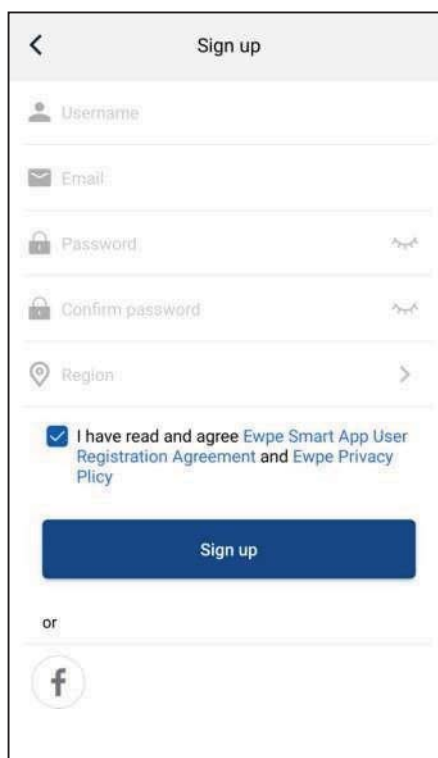 Sign up
Username
Email
Password
Confirm password
Region
I have read and agree Ewpe Smart App User
Registration Agreement and Ewpe Privacy
Plicy
Sign up
or
f